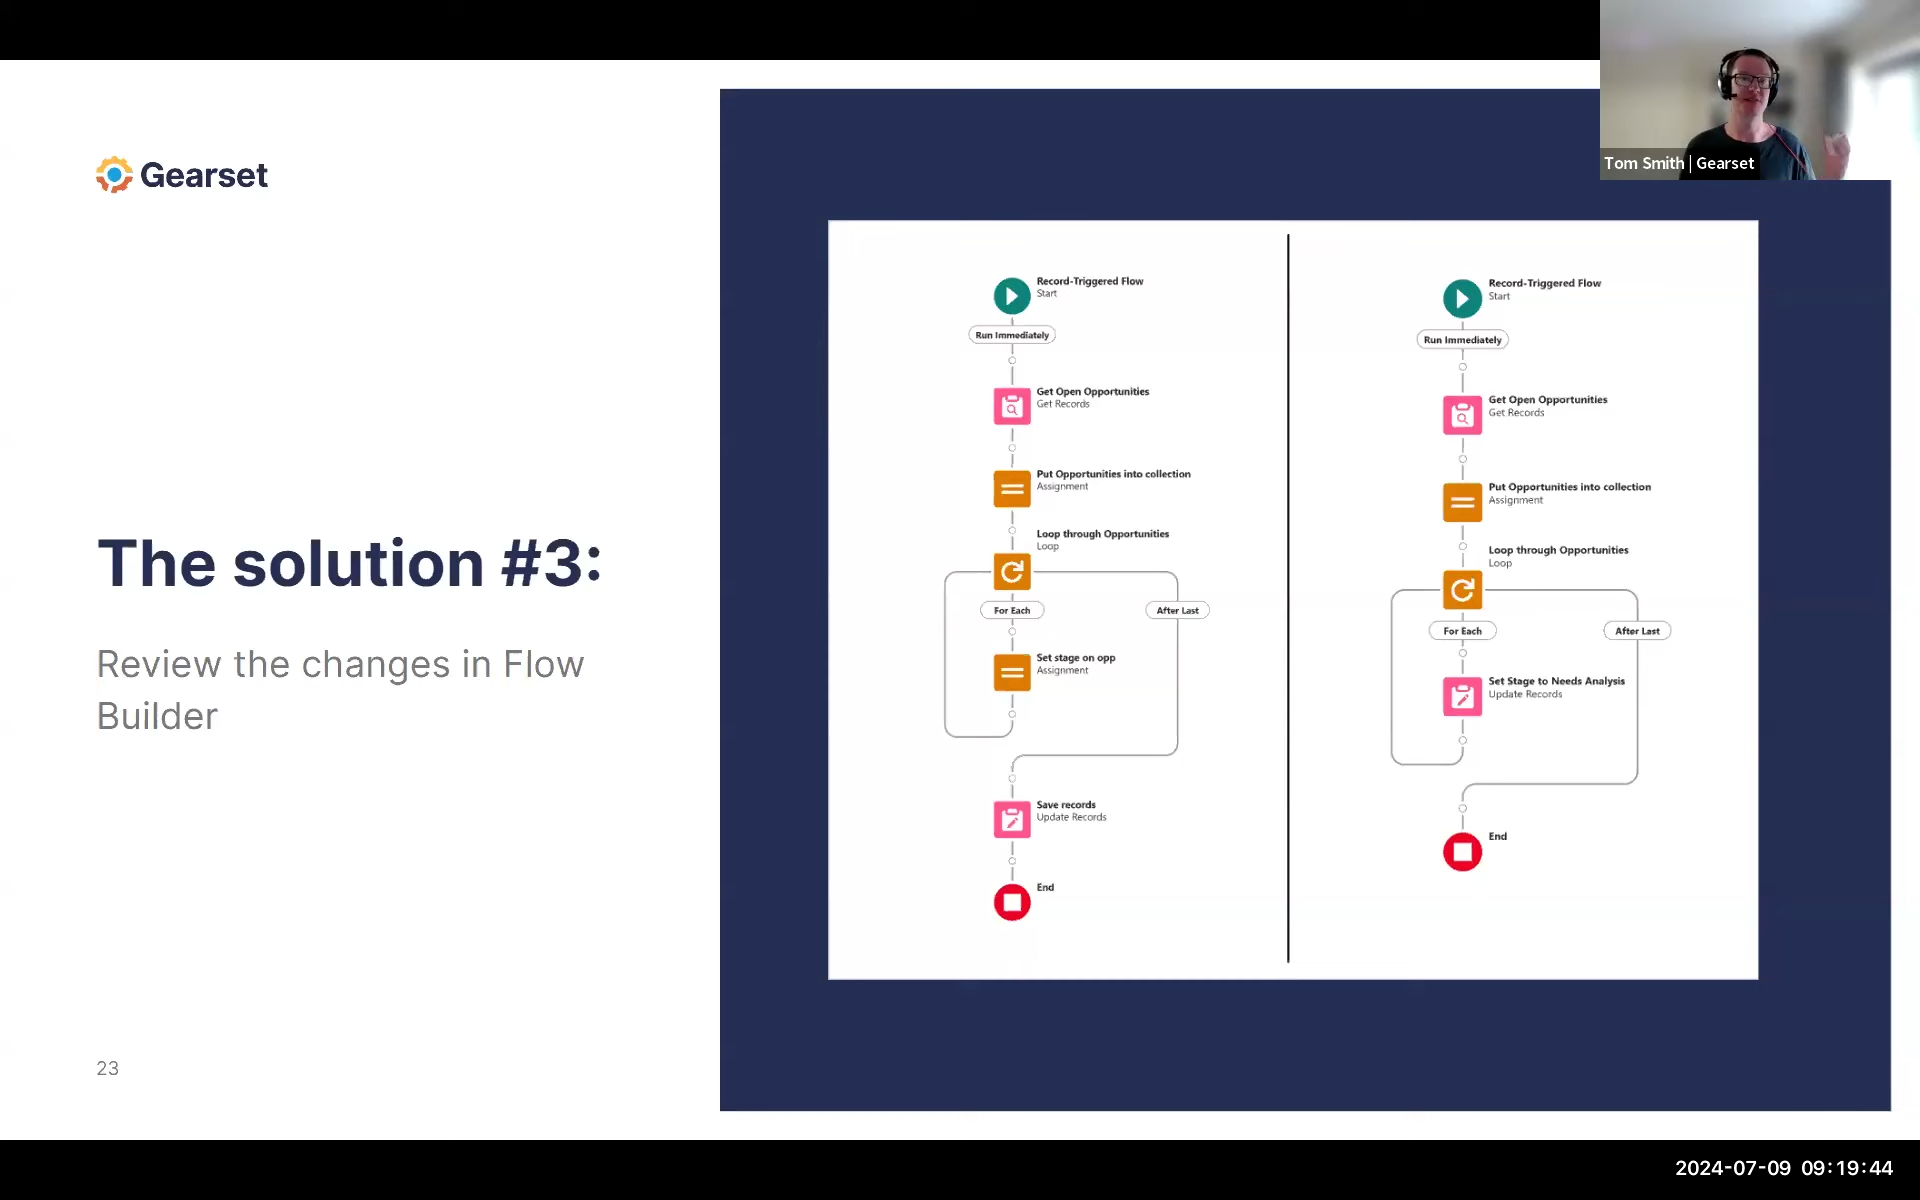 Tom Smith | Gearset
Gearset
The solution #3:
Review the changes in Flow
Builder
23
Record-Triggered Flow
Start
Run Immediately
Get Open Opportunities
Get Records
Put Opportunities into collection
Assignment
Loop through Opportunities
Loop
For Each
After Last
Set stage on opp
Assignment
Save records
Update Records
End
Record-Triggered Flow
Start
Run Immediately
Get Open Opportunities
Get Records
Put Opportunities into collection
Assignment
Loop through Opportunities
Loop
For Each
After Last
Set Stage to Needs Analysis
Update Records
End
2024-07-09 09:19:44